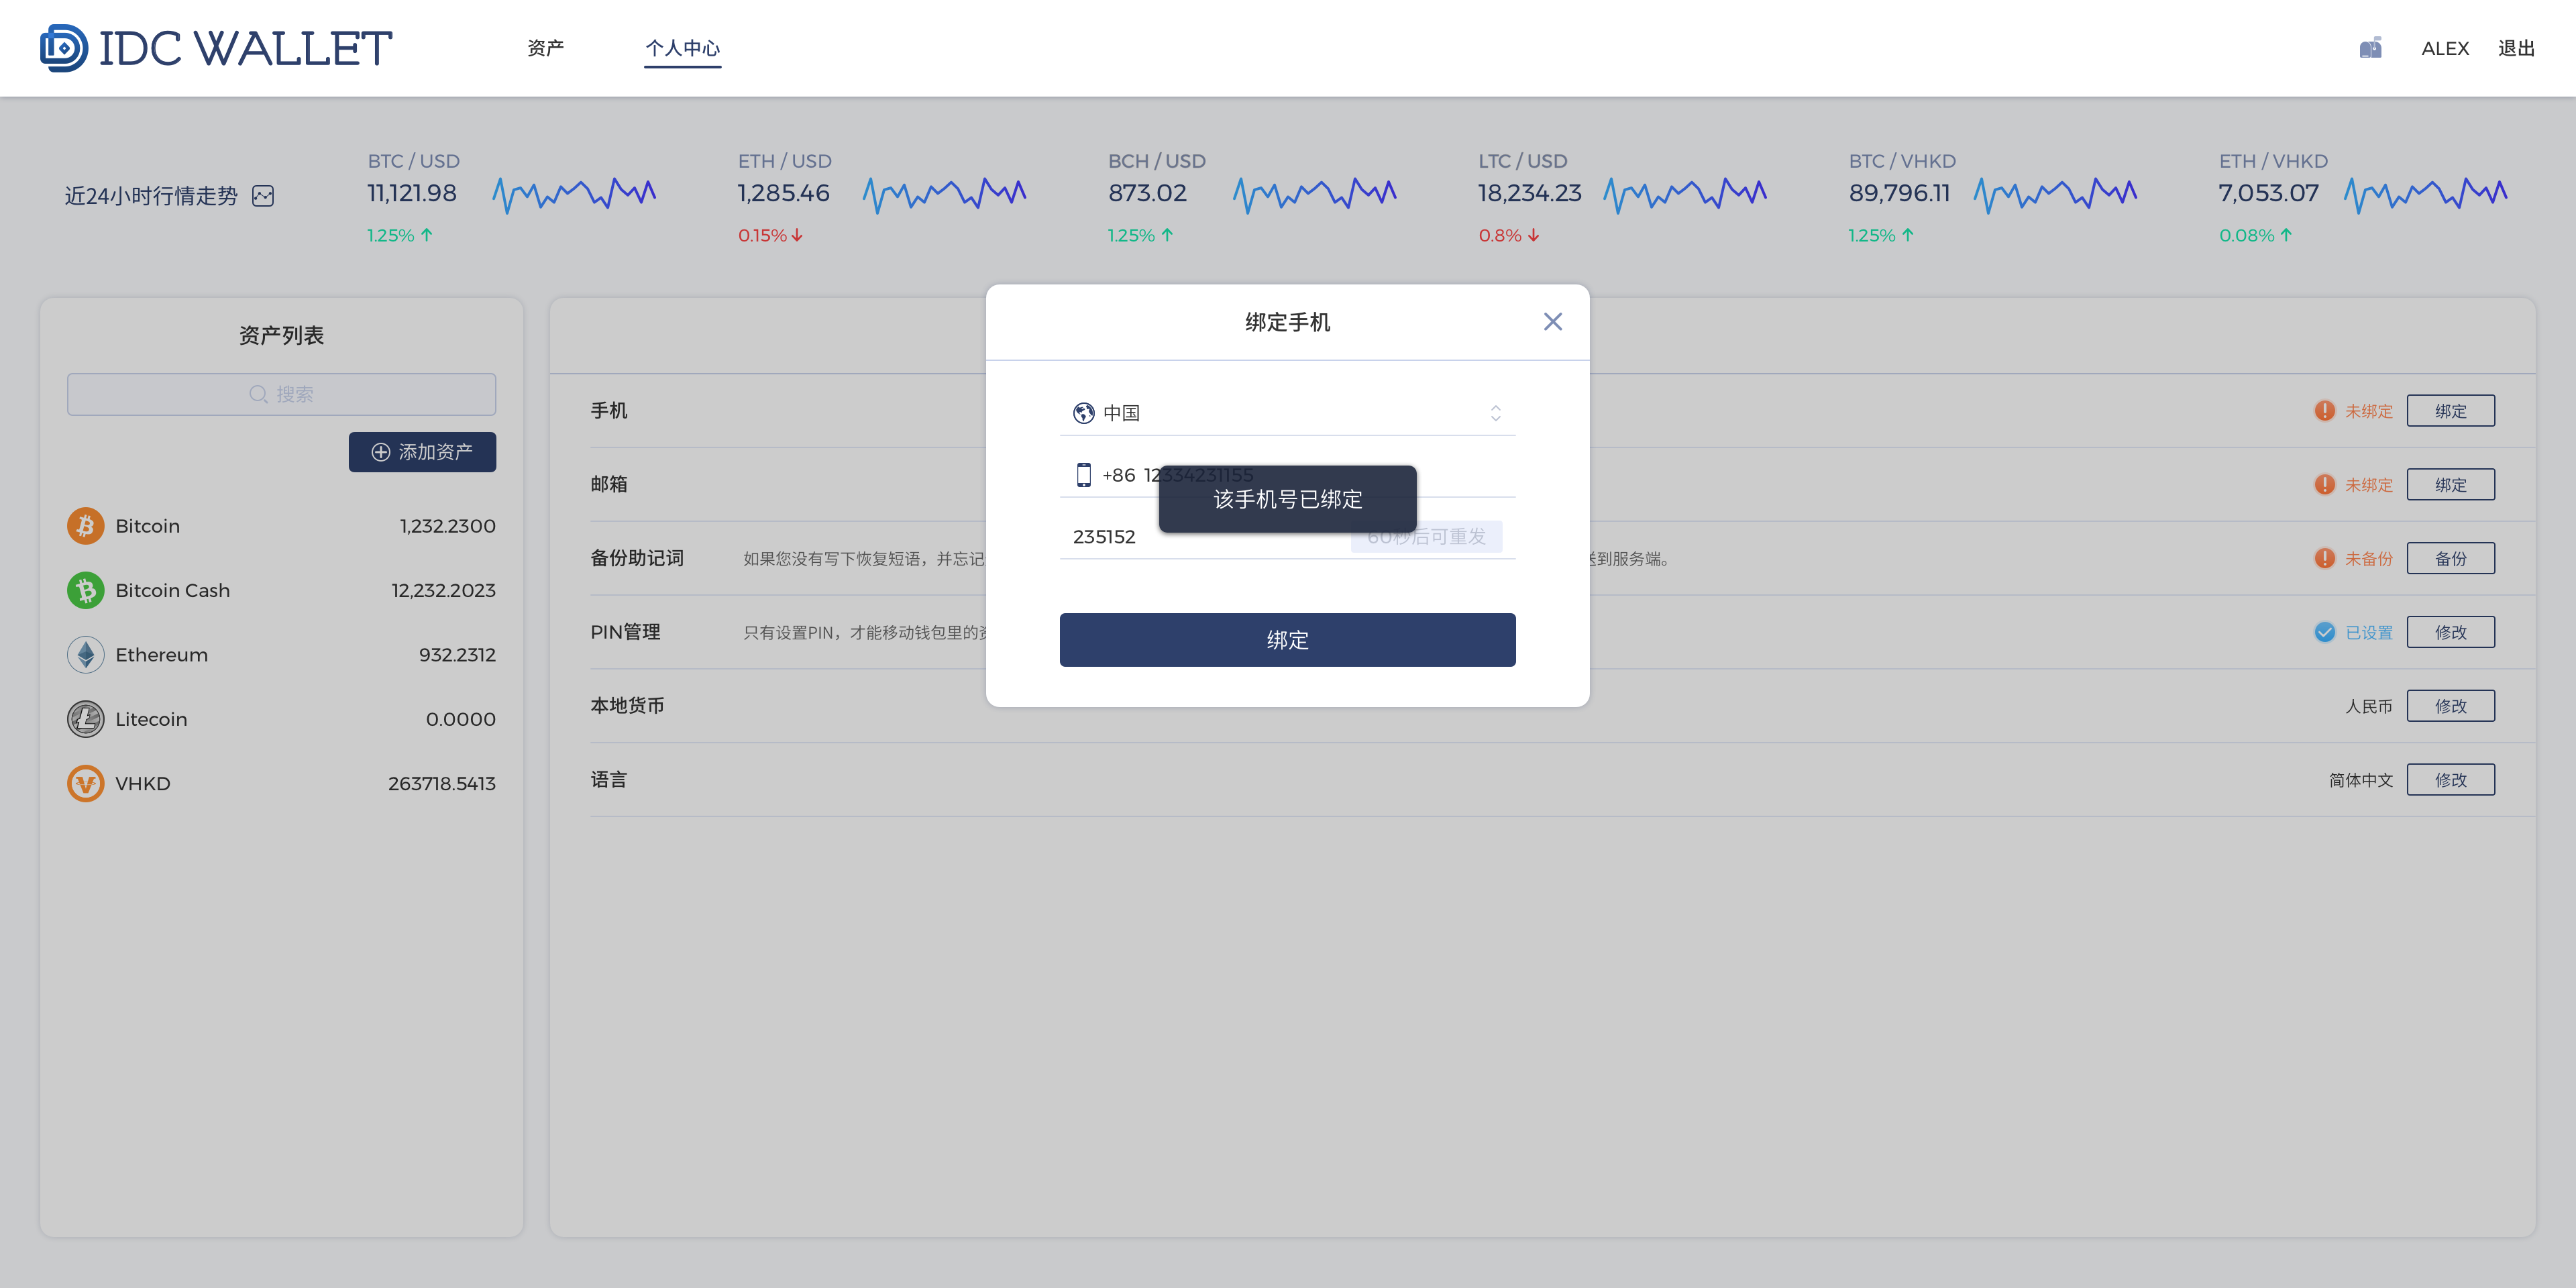 IDC WALLET
资产
个人中心
ALEX
退出
近24小时行情走势
BTC / USD
11,121.98
1.25%
ETH / USD
1,285.46
0.15%
BCH / USD
873.02
1.25%
LTC / USD
18,234.23
0.8%
BTC / VHKD
89,796.11
1.25%
ETH / VHKD
7,053.07
0.08%
资产列表
搜索
添加资产
Bitcoin 1,232.2300
Bitcoin Cash 12,232.2023
Ethereum 932.2312
Litecoin 0.0000
VHKD 263718.5413
绑定手机
中国
+86 12334231155
该手机号已绑定
235152
60秒后可重发
绑定
手机 未绑定 绑定
邮箱 未绑定 绑定
备份助记词 如果您没有写下恢复短语，并忘记 送到服务端。 未备份 备份
PIN管理 只有设置PIN，才能移动钱包里的资 已设置 修改
本地货币 人民币 修改
语言 简体中文 修改